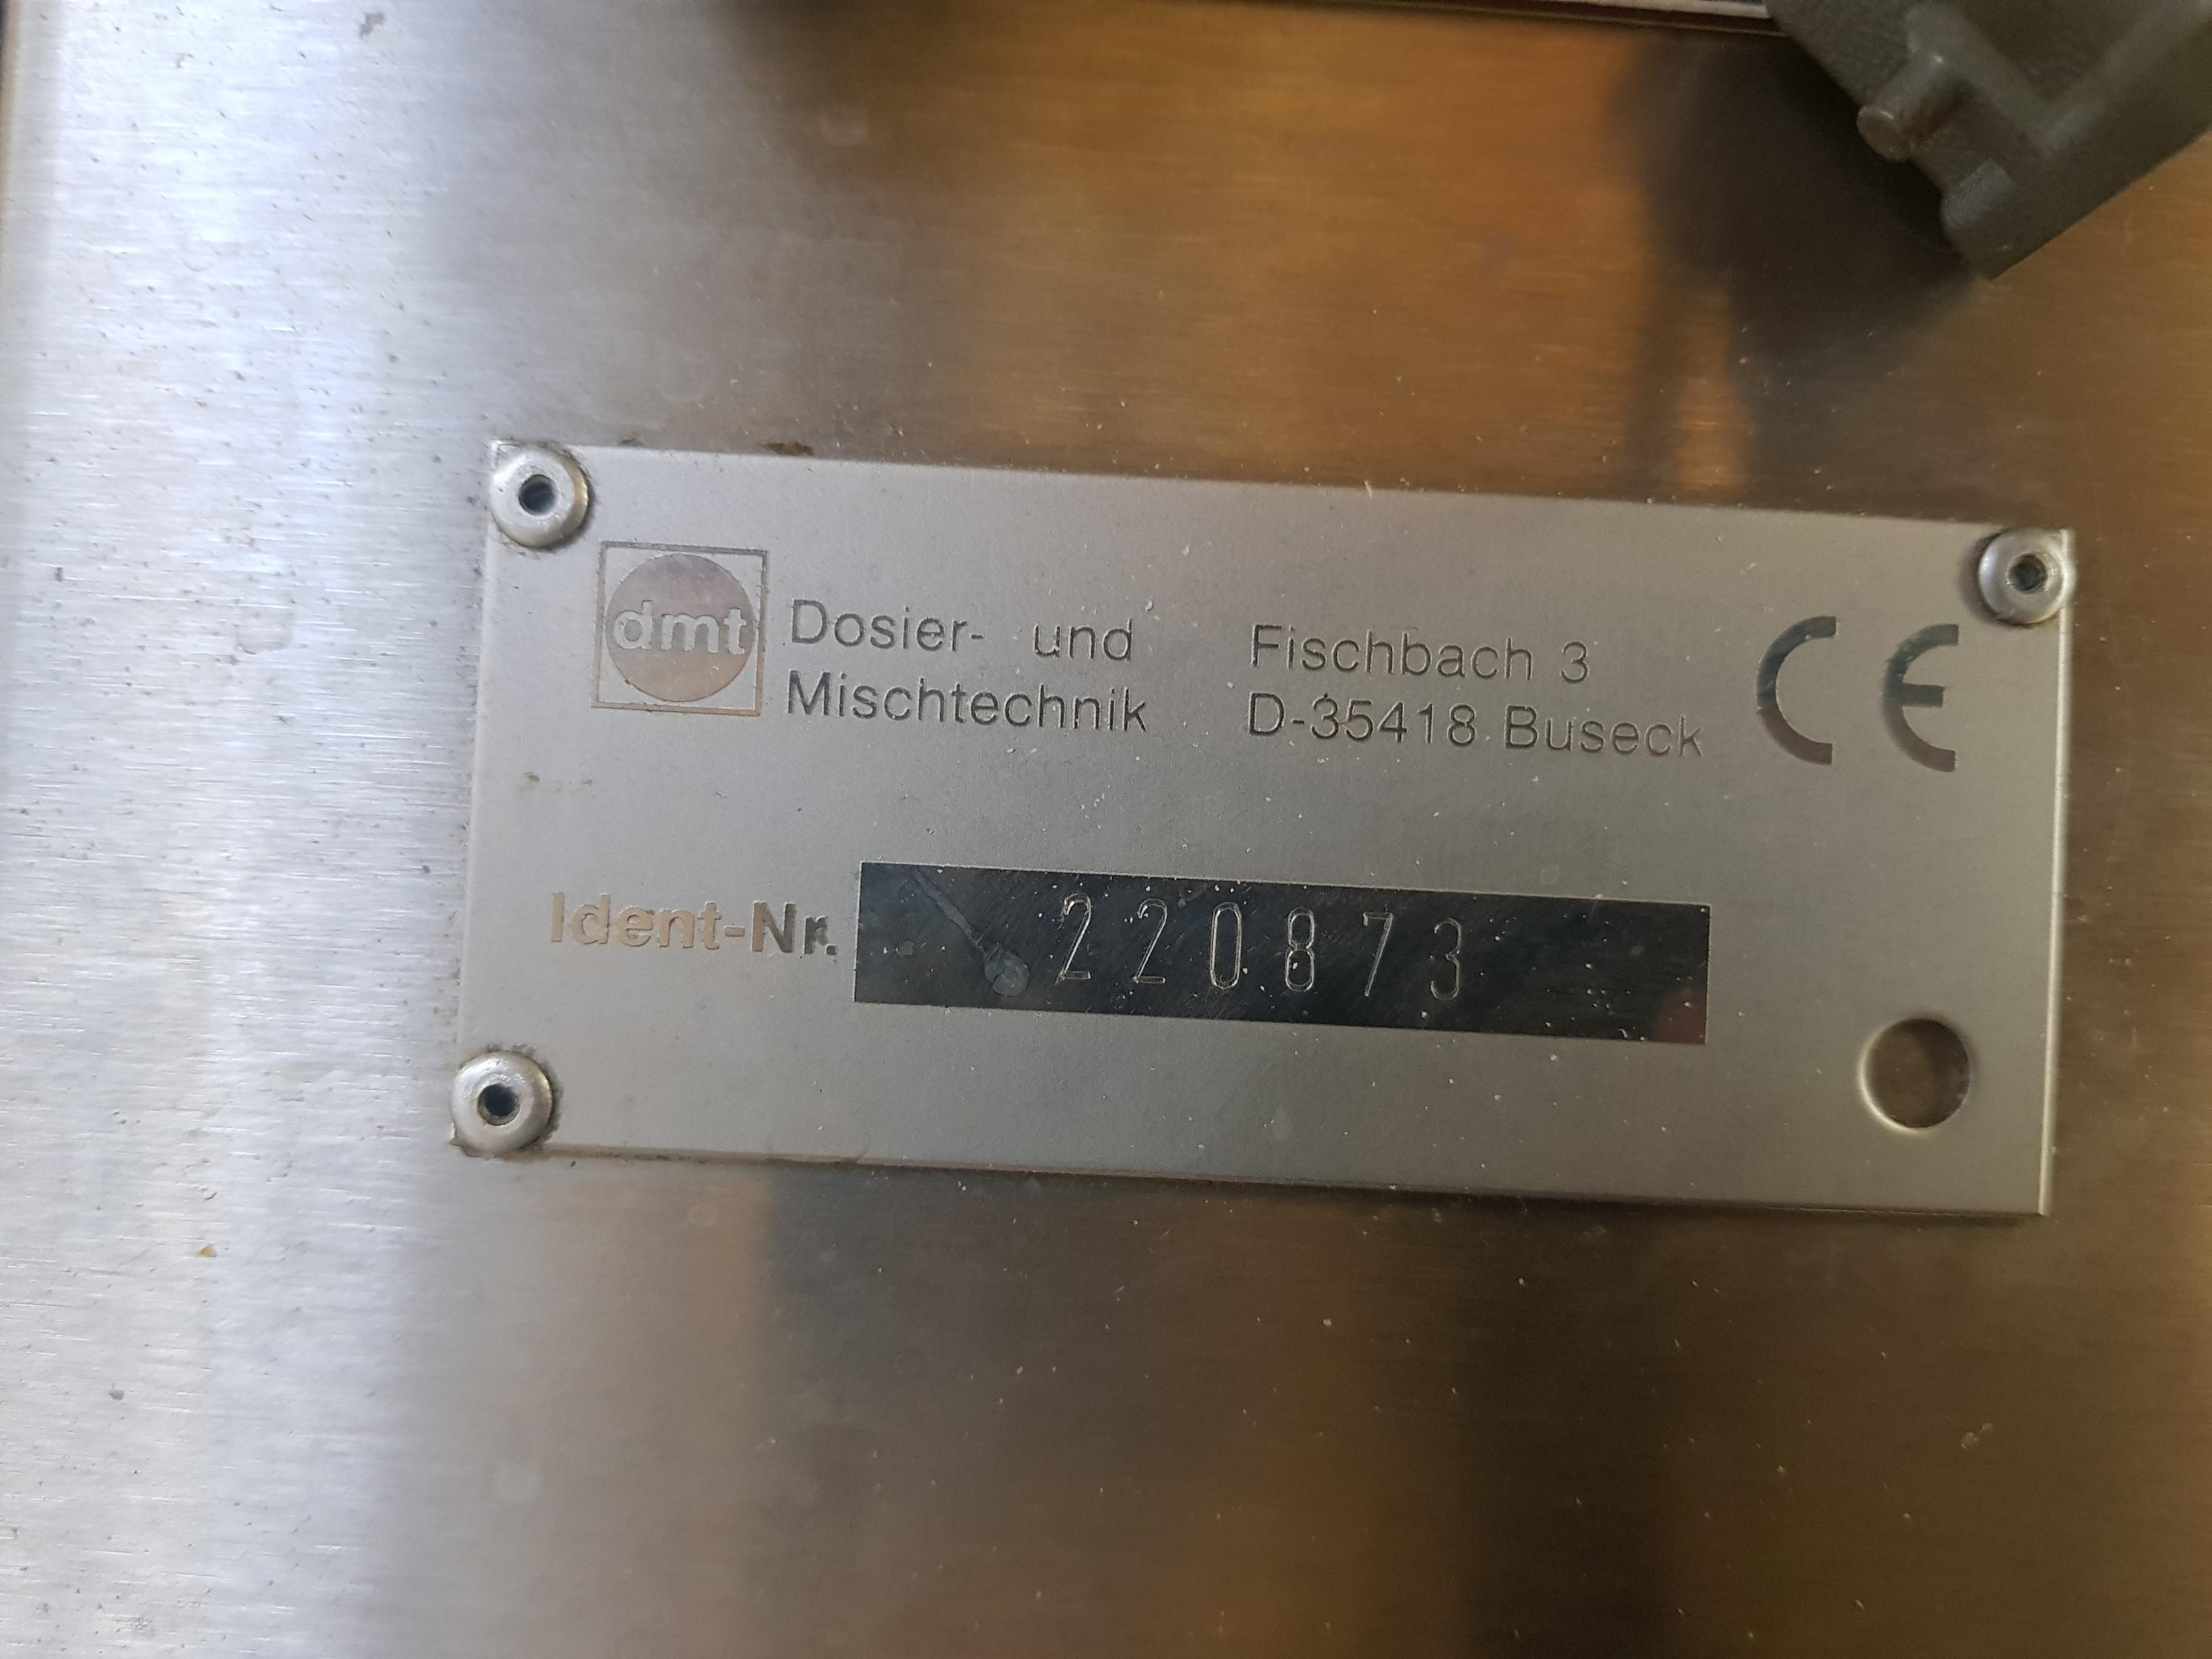 dmt
Dosier- und
Mischtechnik
Fischbach 3
D-35418 Buseck
CE
Ident-Nr. 220873